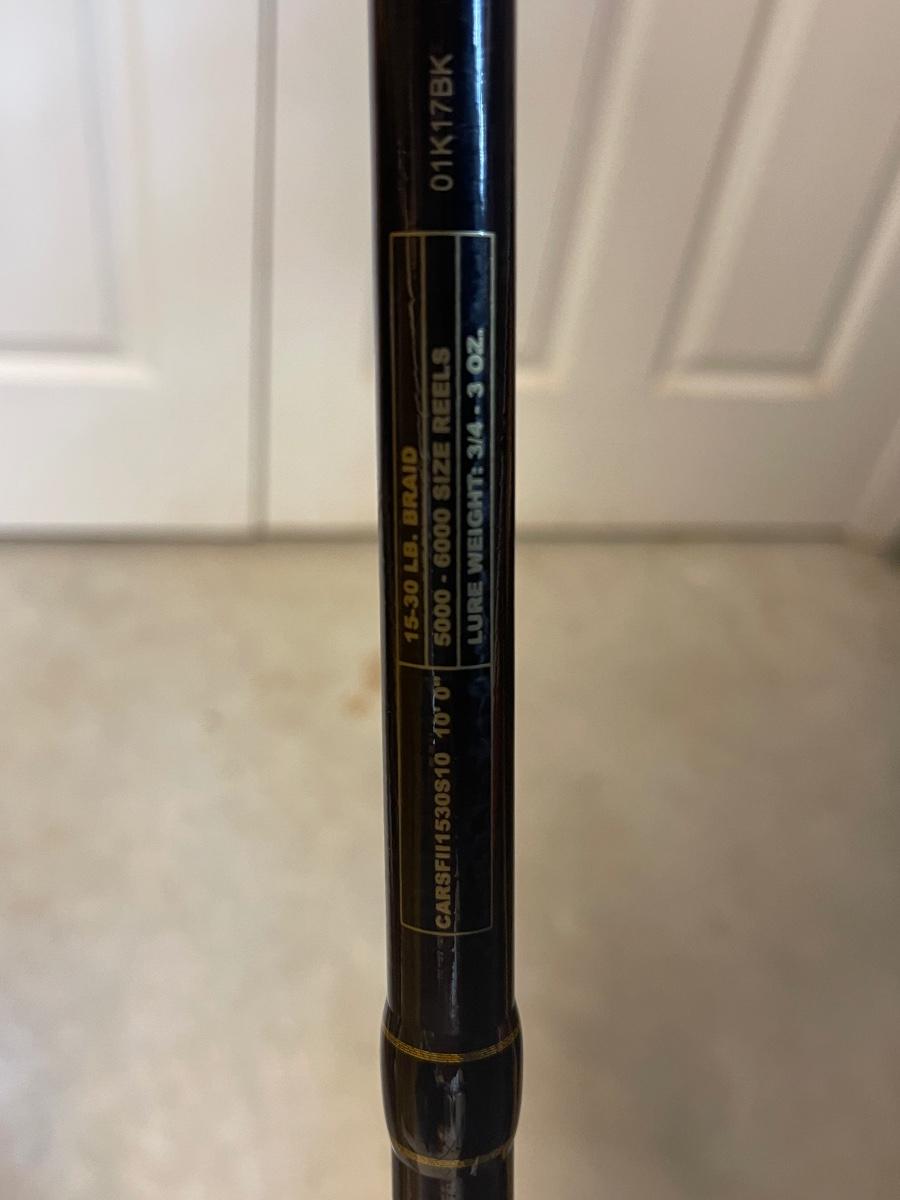 01K17BK
15-30 LB. BRAID
5000 - 6000 SIZE REELS
LURE WEIGHT: 3/4 - 3 OZ.
CARSFII1530S10 10' 0"